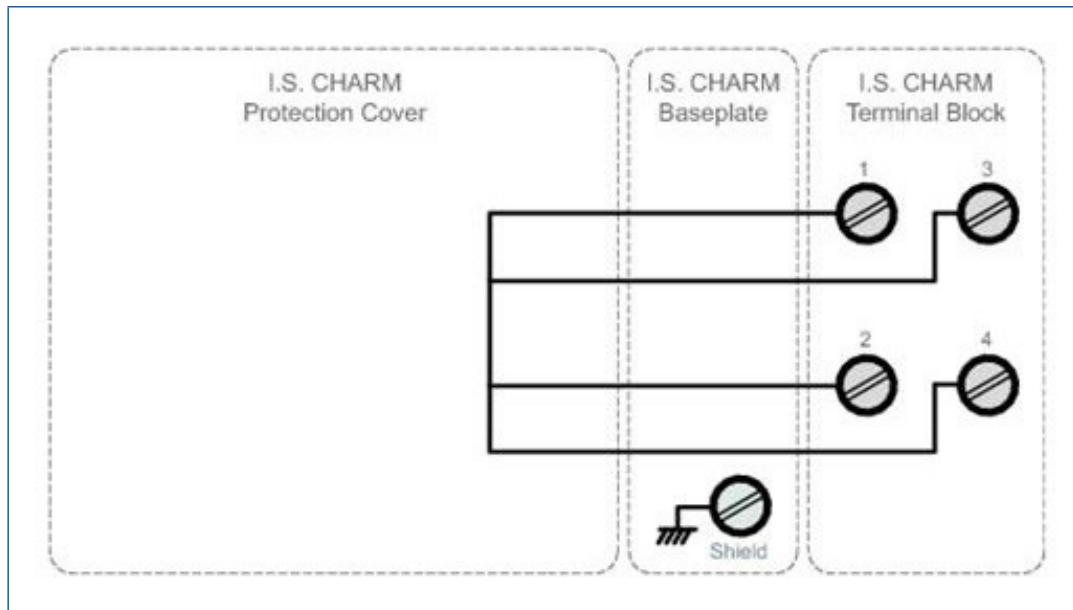 I.S. CHARM
Protection Cover
I.S. CHARM
Baseplate
I.S. CHARM
Terminal Block
1
3
2
4
Shield